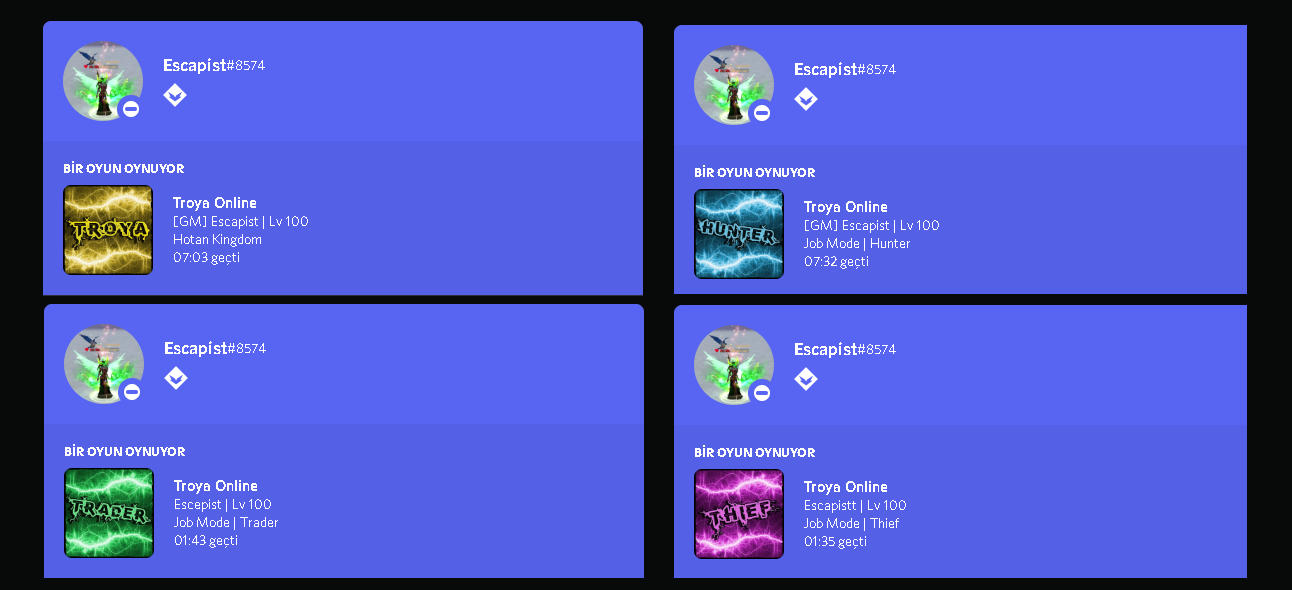 Escapist#8574
BİR OYUN OYNUYOR
TROYA
Troya Online
[GM] Escapist | Lv 100
Hotan Kingdom
07:03 geçti
Escapist#8574
BİR OYUN OYNUYOR
HUNTER
Troya Online
[GM] Escapist | Lv 100
Job Mode | Hunter
07:32 geçti
Escapist#8574
BİR OYUN OYNUYOR
TRADER
Troya Online
Escepist | Lv 100
Job Mode | Trader
01:43 geçti
Escapist#8574
BİR OYUN OYNUYOR
THIEF
Troya Online
Escapistt | Lv 100
Job Mode | Thief
01:35 geçti